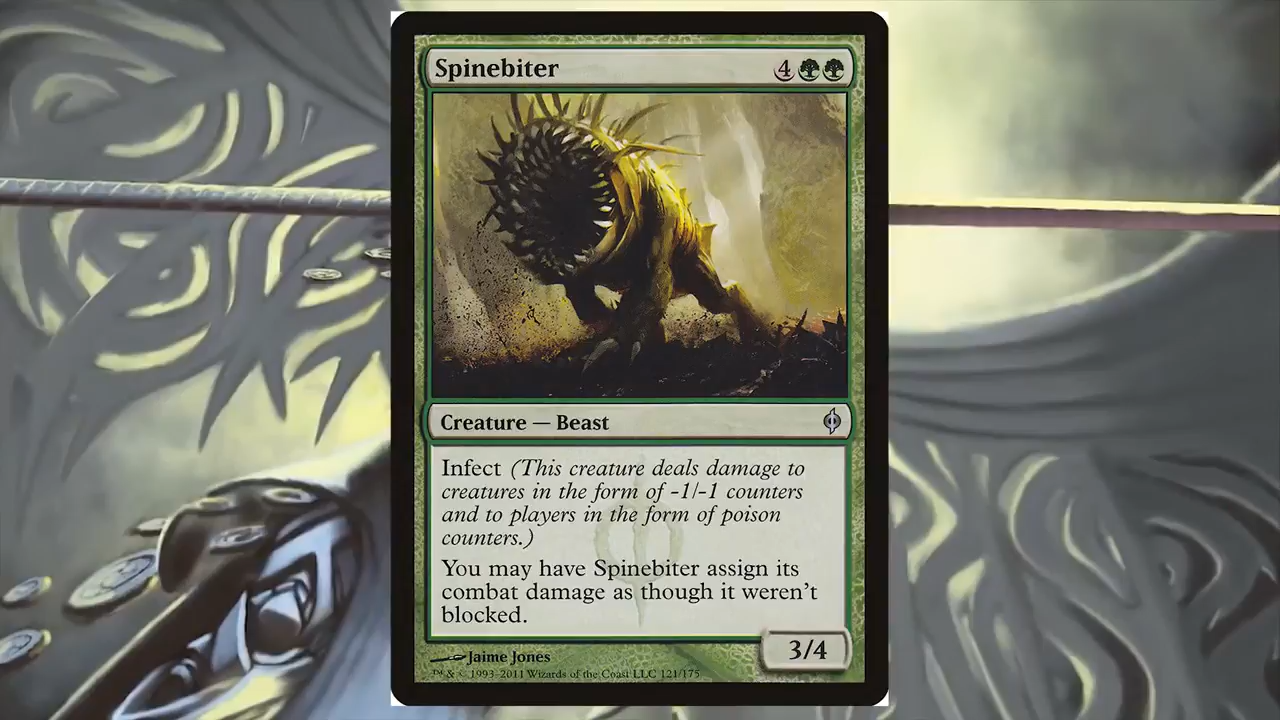 Spinebiter
4
Creature — Beast
Infect (This creature deals damage to
creatures in the form of -1/-1 counters
and to players in the form of poison
counters.)
You may have Spinebiter assign its
combat damage as though it weren't
blocked.
3/4
Jaime Jones
™ & © 1993-2011 Wizards of the Coast LLC 121/175